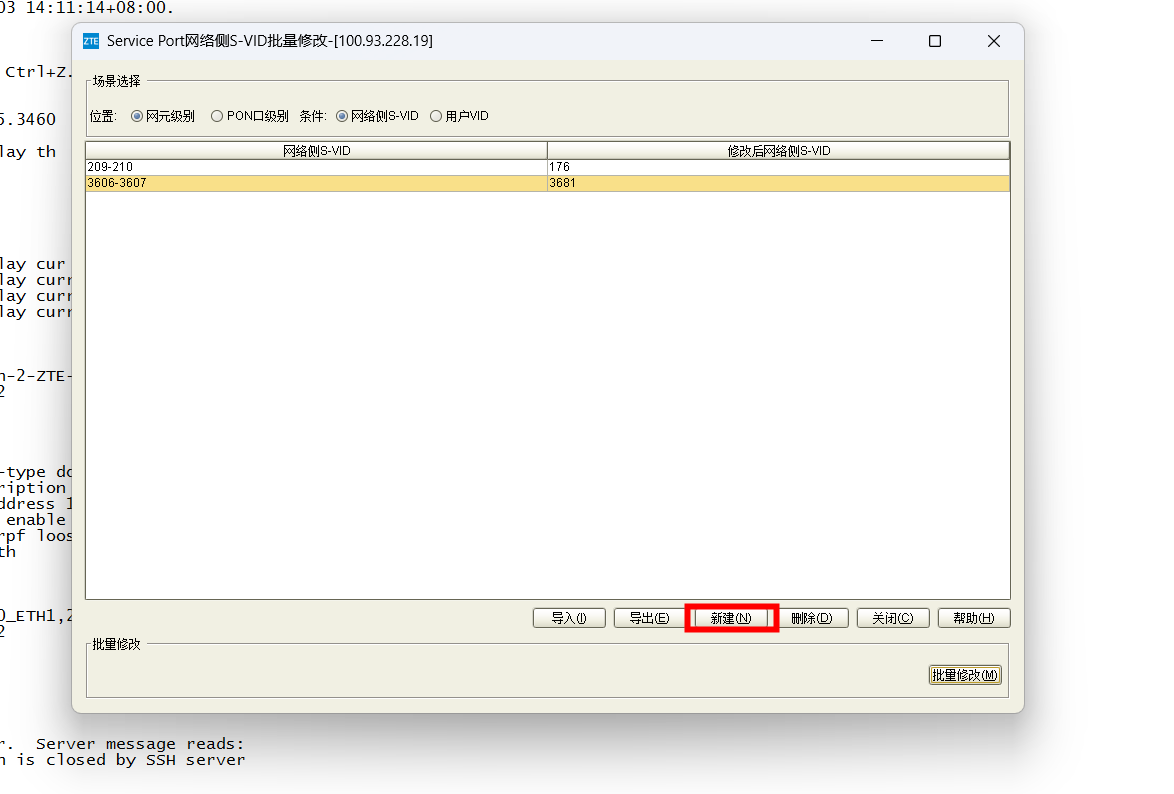 03 14:11:14+08:00.
ZTE Service Port网络侧S-VID批量修改-[100.93.228.19]
Ctrl+Z.
场景选择
位置: 网元级别 PON口级别 条件: 网络侧S-VID 用户VID
5.3460
lay th
网络侧S-VID 修改后网络侧S-VID
209-210 176
3606-3607 3681
lay cur
lay curr
lay curr
lay curr
n-2-ZTE-
2
-type do
ription
ddress 1
enable
rpf loos
th
O_ETH1,Z
2
导入(I) 导出(E) 新建(N) 删除(D) 关闭(C) 帮助(H)
批量修改
批量修改(M)
r. Server message reads:
n is closed by SSH server